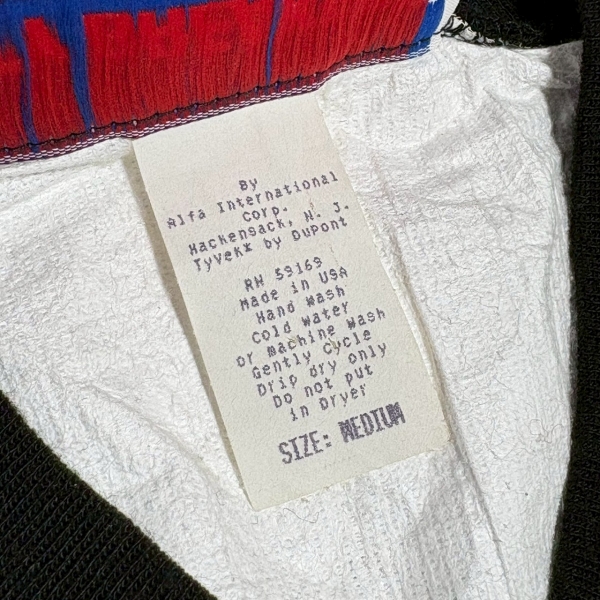 By
Alfa International
Corp.
Hackensack, N. J.
Tyvek* by DuPont
RN 59169
Made in USA
Hand Wash
Cold Water
or machine Wash
Gently Cycle
Drip dry only
Do not put
in Dryer
SIZE: MEDIUM